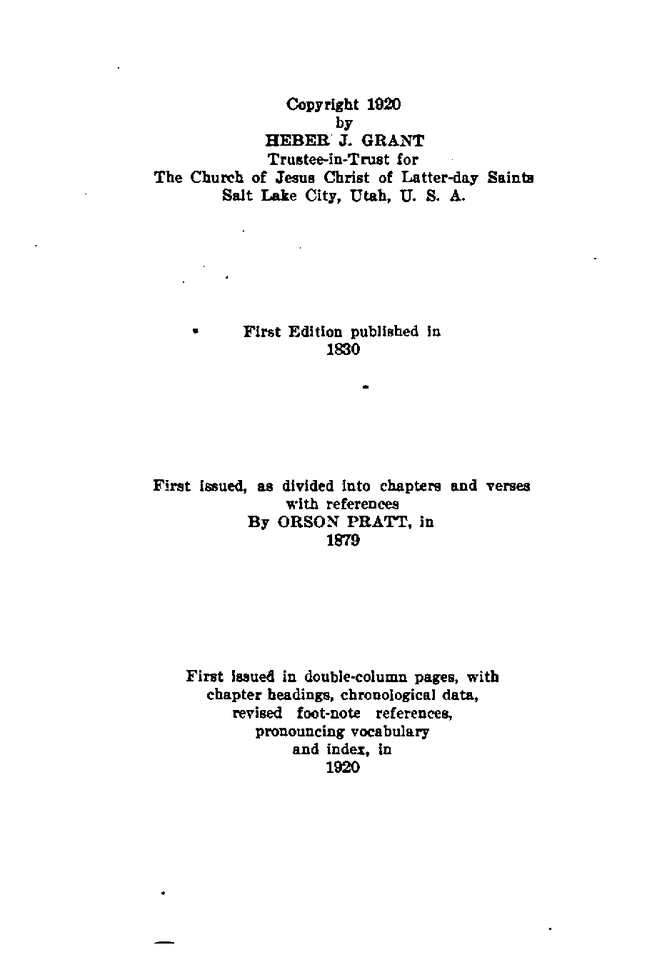 Copyright 1920
by
HEBER J. GRANT
Trustee-in-Trust for
The Church of Jesus Christ of Latter-day Saints
Salt Lake City, Utah, U. S. A.
First Edition published in
1830
First issued, as divided into chapters and verses
with references
By ORSON PRATT, in
1879
First issued in double-column pages, with
chapter headings, chronological data,
revised foot-note references,
pronouncing vocabulary
and index, in
1920